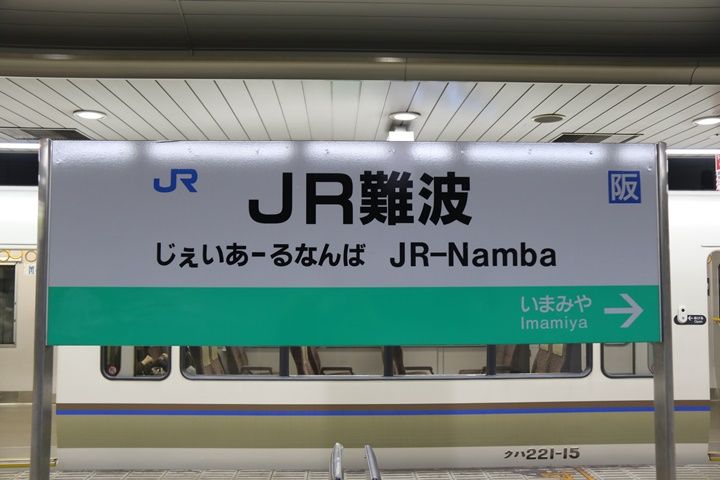 JR
JR難波
阪
じぇいあーるなんば JR-Namba
いまみや
Imamiya
クハ221-15